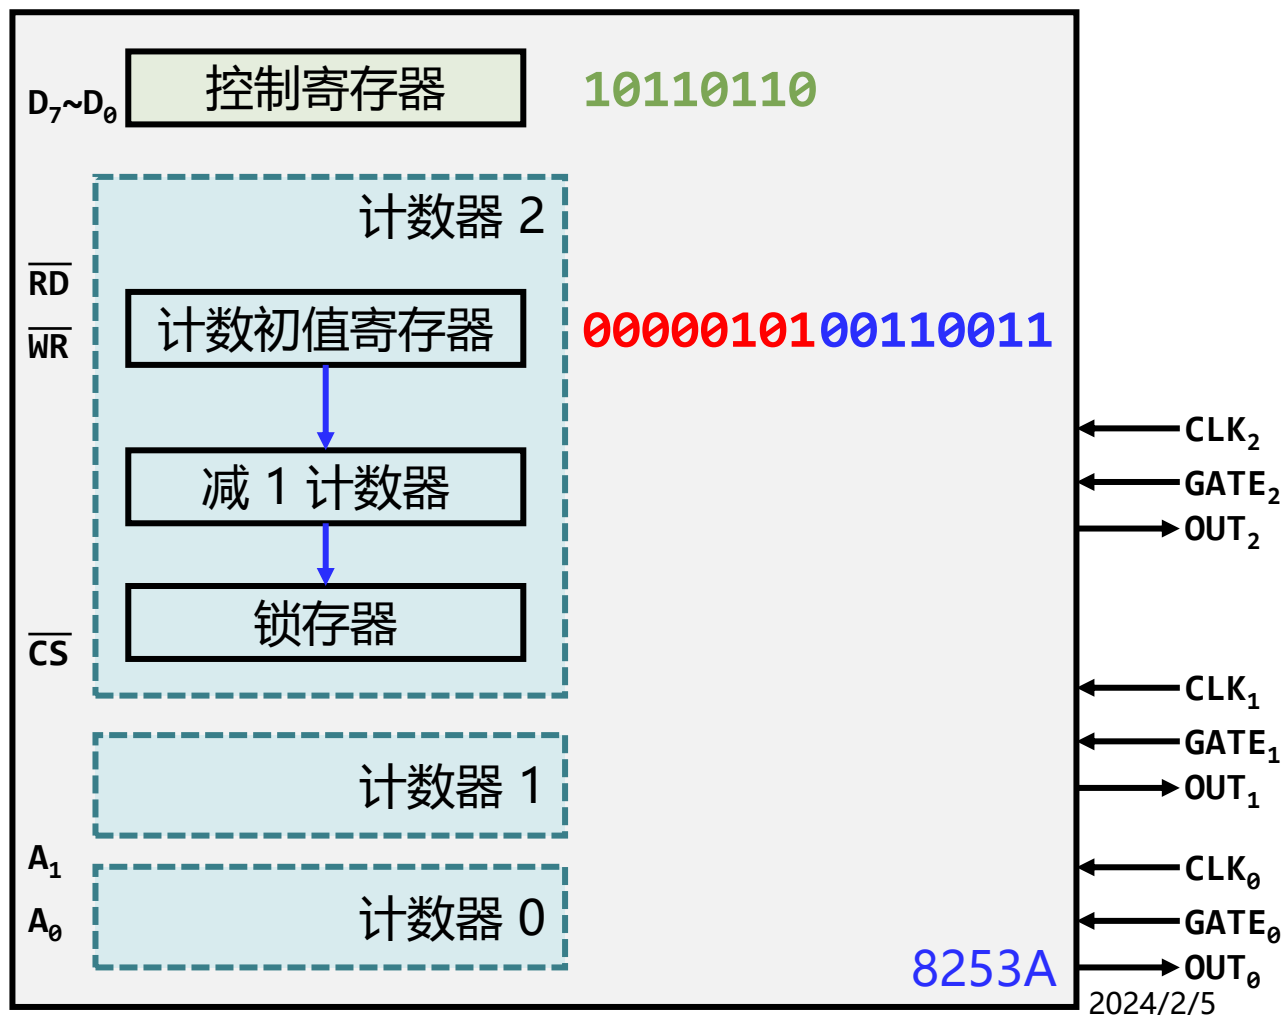 控制寄存器 10110110
D7~D0
计数器 2
RD
计数初值寄存器 0000010100110011
WR
CLK2
减 1 计数器 GATE2
OUT2
锁存器
CS
CLK1
GATE1
计数器 1 OUT1
A1
CLK0
计数器 0 GATE0
A0
8253A OUT0
2024/2/5